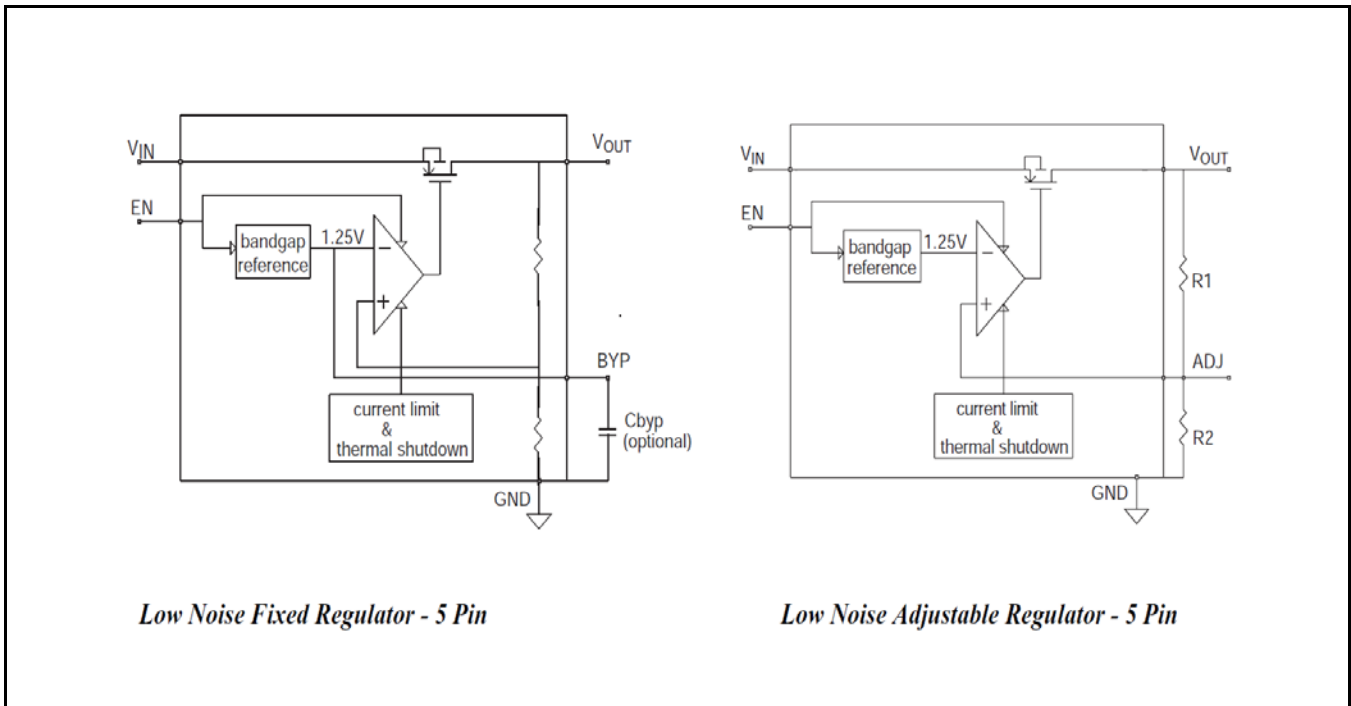 VIN
VOUT
EN
bandgap
reference
1.25V
−
+
BYP
current limit
&
thermal shutdown
Cbyp
(optional)
GND
Low Noise Fixed Regulator - 5 Pin
VIN
VOUT
EN
bandgap
reference
1.25V
−
+
R1
ADJ
current limit
&
thermal shutdown
R2
GND
Low Noise Adjustable Regulator - 5 Pin